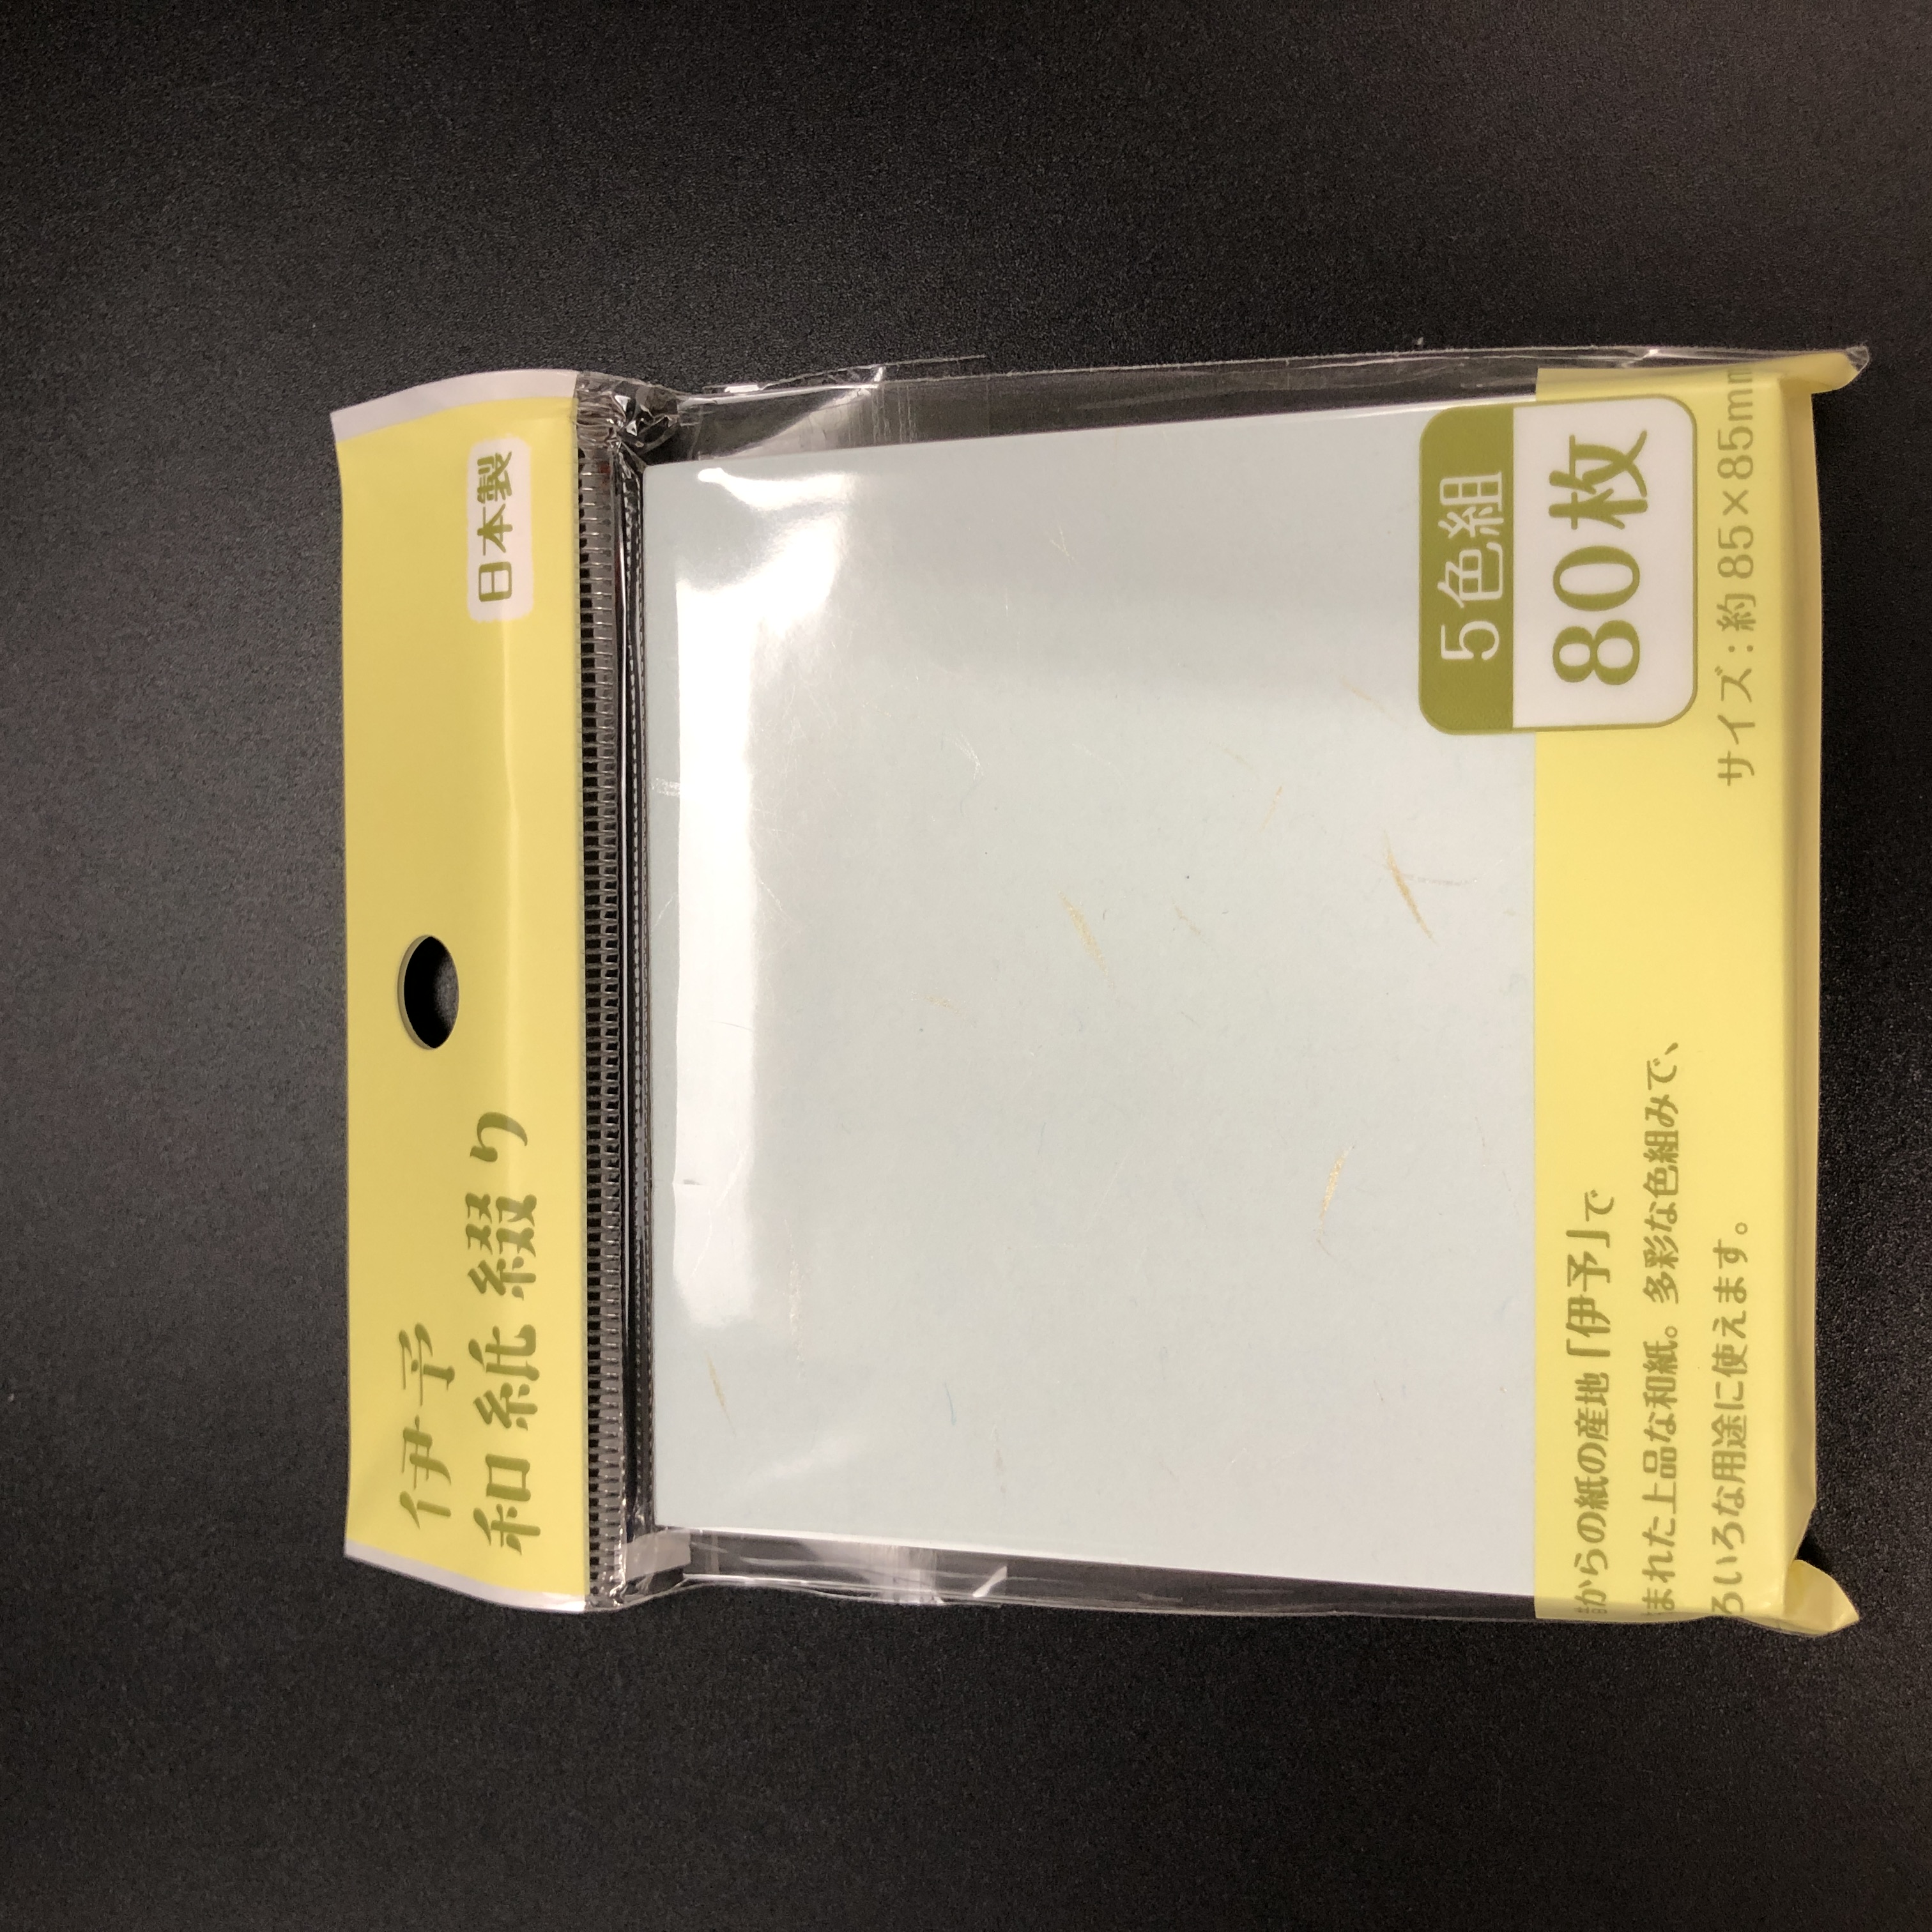 伊予
和紙綴り
日本製
5色組
80枚
からの紙の産地「伊予」で
まれた上品な和紙。多彩な色組みで、
ろいろな用途に使えます。
サイズ:約85×85mm